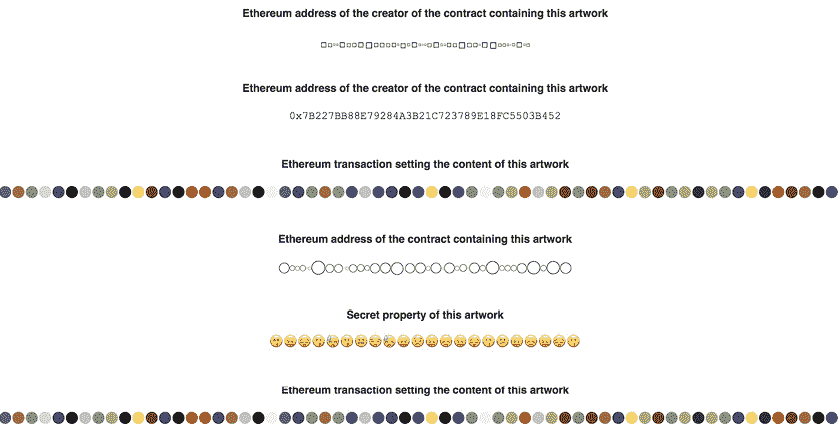 Ethereum address of the creator of the contract containing this artwork
Ethereum address of the creator of the contract containing this artwork
0x7B227BB88E79284A3B21C723789E18FC5503B452
Ethereum transaction setting the content of this artwork
Ethereum address of the contract containing this artwork
Secret property of this artwork
Ethereum transaction setting the content of this artwork